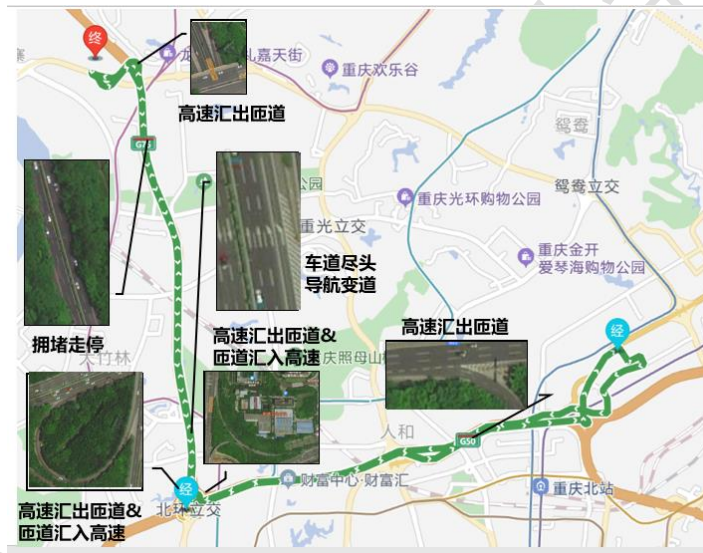 终
龙
礼嘉天街
重庆欢乐谷
高速汇出匝道
鸳鸯
G75
公园
重庆光环购物公园
鸳鸯立交
重光立交
车道尽头
导航变道
重庆金开
爱琴海购物公园
拥堵走停
大竹林
高速汇出匝道&
匝道汇入高速
高速汇出匝道
经
庆照母山
人和
G50
经
财富中心·财富汇
重庆北站
高速汇出匝道&
匝道汇入高速
北环立交